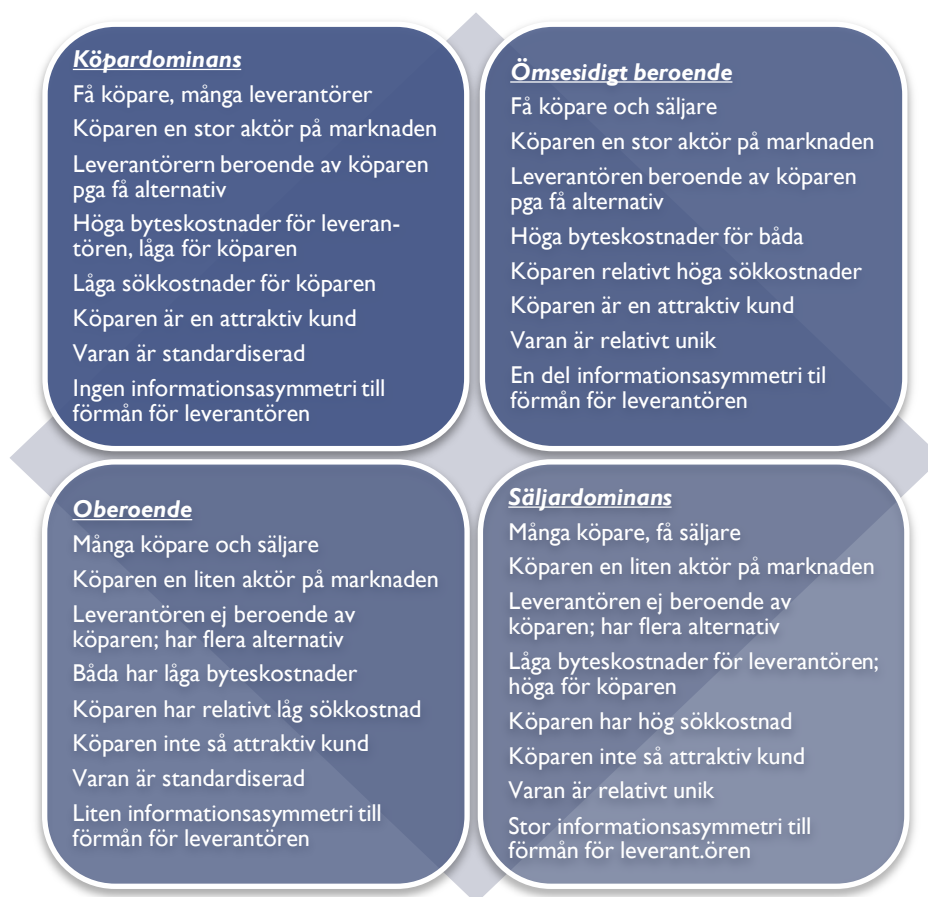 Köpardominans
Få köpare, många leverantörer
Köparen en stor aktör på marknaden
Leverantörern beroende av köparen
pga få alternativ
Höga byteskostnader för leveran-
tören, låga för köparen
Låga sökkostnader för köparen
Köparen är en attraktiv kund
Varan är standardiserad
Ingen informationsasymmetri till
förmån för leverantören
Ömsesidigt beroende
Få köpare och säljare
Köparen en stor aktör på marknaden
Leverantören beroende av köparen
pga få alternativ
Höga byteskostnader för båda
Köparen relativt höga sökkostnader
Köparen är en attraktiv kund
Varan är relativt unik
En del informationsasymmetri til
förmån för leverantören
Oberoende
Många köpare och säljare
Köparen en liten aktör på marknaden
Leverantören ej beroende av
köparen; har flera alternativ
Båda har låga byteskostnader
Köparen har relativt låg sökkostnad
Köparen inte så attraktiv kund
Varan är standardiserad
Liten informationsasymmetri till
förmån för leverantören
Säljardominans
Många köpare, få säljare
Köparen en liten aktör på marknaden
Leverantören ej beroende av
köparen; har flera alternativ
Låga byteskostnader för leverantören;
höga för köparen
Köparen har hög sökkostnad
Köparen inte så attraktiv kund
Varan är relativt unik
Stor informationsasymmetri till
förmån för leverant.ören